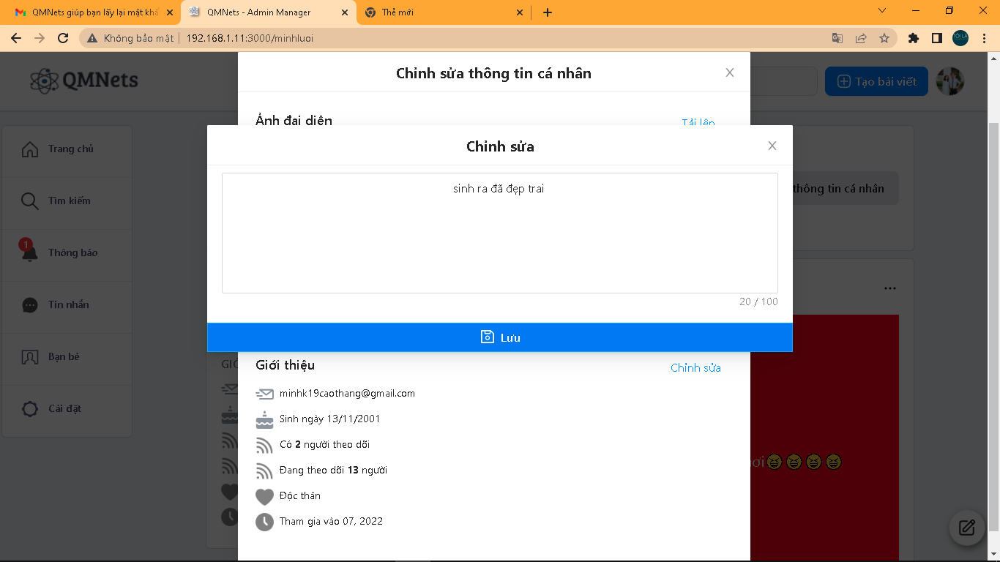 QMNets giúp bạn lấy lại mật khẩ
QMNets - Admin Manager
Thẻ mới
Không bảo mật
192.168.1.11:3000/minhluoi
Chỉnh sửa thông tin cá nhân
QMNets
Tạo bài viết
Ảnh đại diện
Tải lên
Chỉnh sửa
Trang chủ
sinh ra đã đẹp trai
thông tin cá nhân
Tìm kiếm
1
Thông báo
Tin nhắn
20 / 100
Lưu
Bạn bè
GIỚ
Giới thiệu
Chỉnh sửa
minhk19caothang@gmail.com
Cài đặt
Sinh ngày 13/11/2001
Có 2 người theo dõi
Đang theo dõi 13 người
Độc thân
Tham gia vào 07, 2022